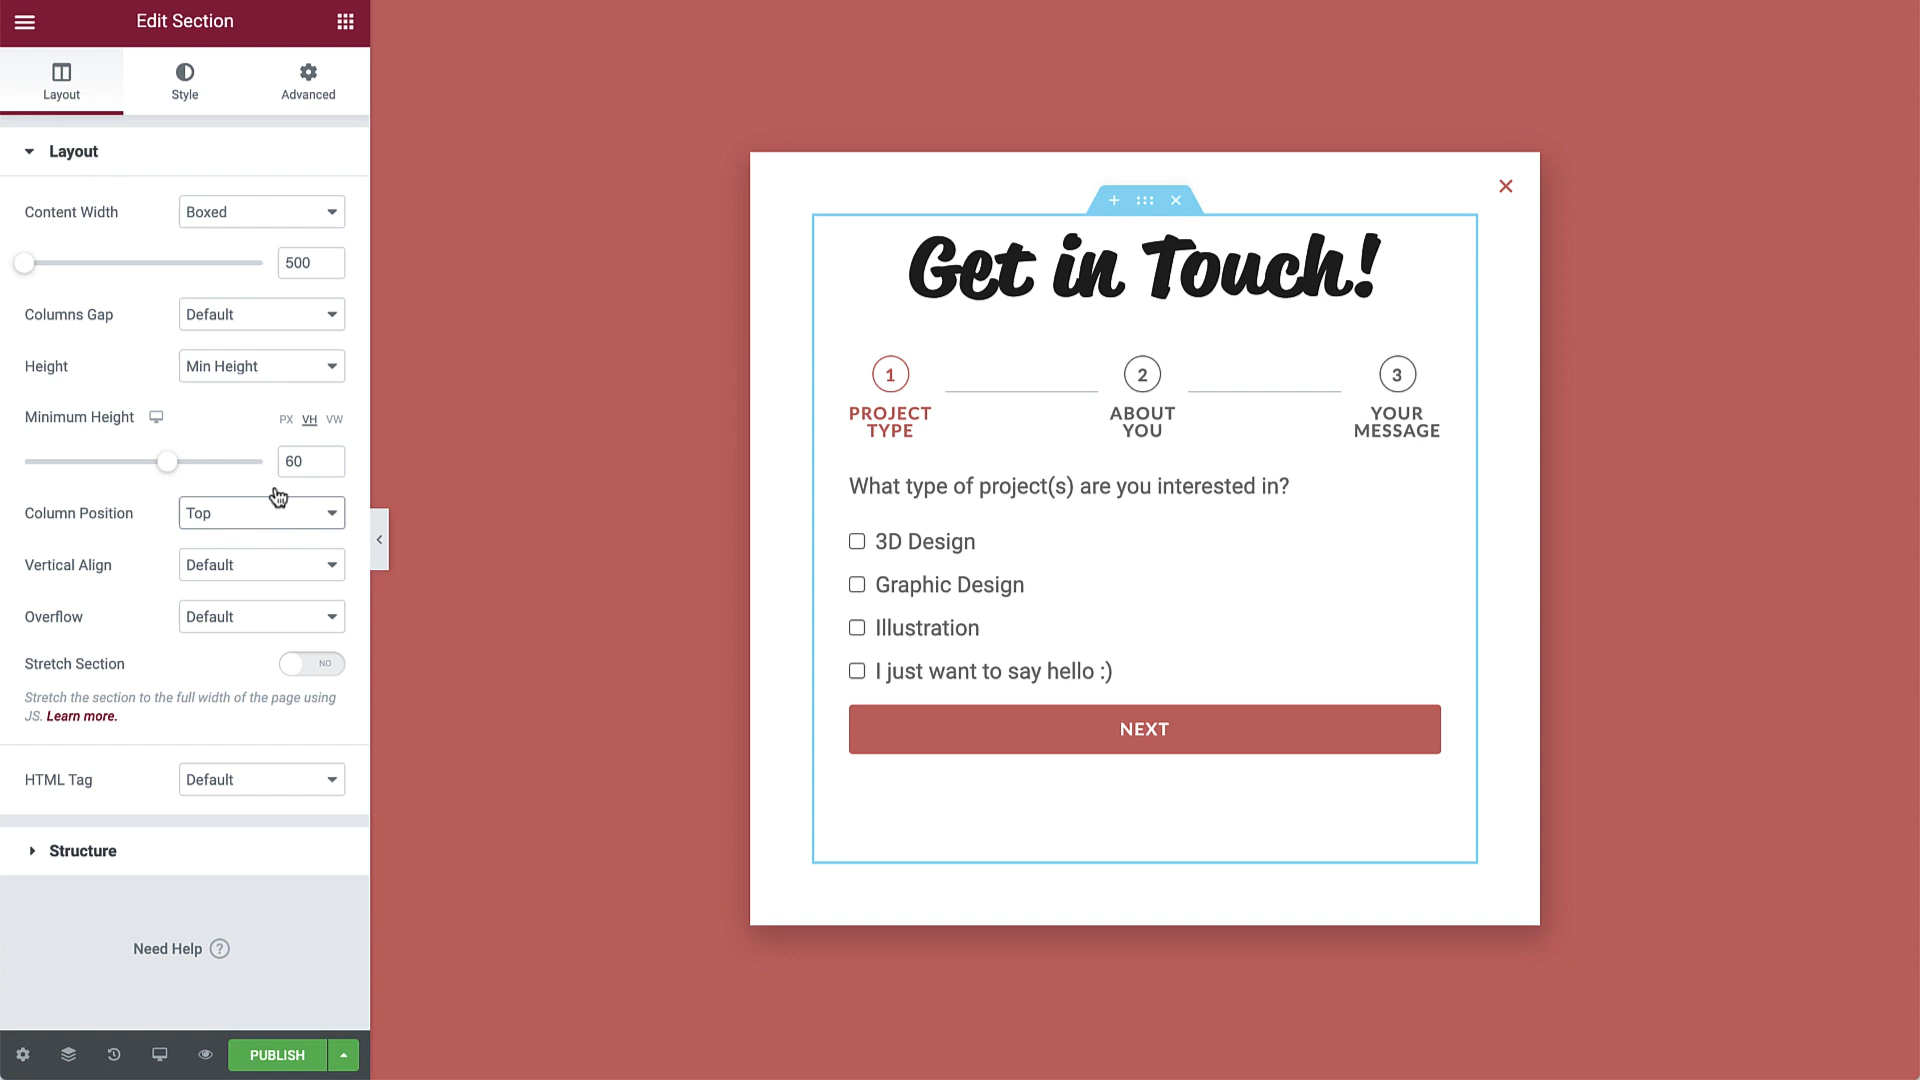 Edit Section
Layout
Style
Advanced
Layout
Content Width
Boxed
500
Columns Gap
Default
Height
Min Height
Minimum Height
PX VH VW
60
Column Position
Top
Vertical Align
Default
Overflow
Default
Stretch Section
NO
Stretch the section to the full width of the page using
JS. Learn more.
HTML Tag
Default
Structure
Need Help ?
PUBLISH
Get in Touch!
1
PROJECT
TYPE
2
ABOUT
YOU
3
YOUR
MESSAGE
What type of project(s) are you interested in?
3D Design
Graphic Design
Illustration
I just want to say hello :)
NEXT